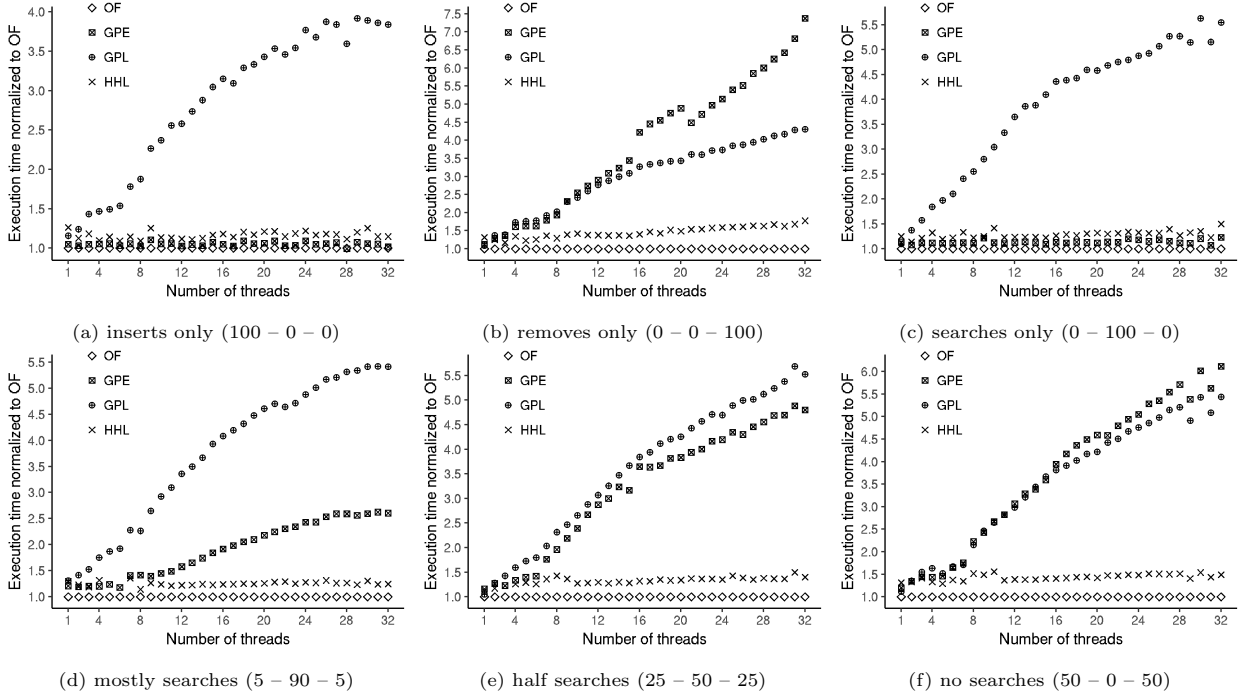 Execution time normalized to OF
4.0
3.5
3.0
2.5
2.0
1.5
1.0
OF
GPE
GPL
HHL
1 4 8 12 16 20 24 28 32
Number of threads
(a) inserts only (100 – 0 – 0)
Execution time normalized to OF
7.5
7.0
6.5
6.0
5.5
5.0
4.5
4.0
3.5
3.0
2.5
2.0
1.5
1.0
OF
GPE
GPL
HHL
1 4 8 12 16 20 24 28 32
Number of threads
(b) removes only (0 – 0 – 100)
Execution time normalized to OF
5.5
5.0
4.5
4.0
3.5
3.0
2.5
2.0
1.5
1.0
OF
GPE
GPL
HHL
1 4 8 12 16 20 24 28 32
Number of threads
(c) searches only (0 – 100 – 0)
Execution time normalized to OF
5.5
5.0
4.5
4.0
3.5
3.0
2.5
2.0
1.5
1.0
OF
GPE
GPL
HHL
1 4 8 12 16 20 24 28 32
Number of threads
(d) mostly searches (5 – 90 – 5)
Execution time normalized to OF
5.5
5.0
4.5
4.0
3.5
3.0
2.5
2.0
1.5
1.0
OF
GPE
GPL
HHL
1 4 8 12 16 20 24 28 32
Number of threads
(e) half searches (25 – 50 – 25)
Execution time normalized to OF
6.0
5.5
5.0
4.5
4.0
3.5
3.0
2.5
2.0
1.5
1.0
OF
GPE
GPL
HHL
1 4 8 12 16 20 24 28 32
Number of threads
(f) no searches (50 – 0 – 50)